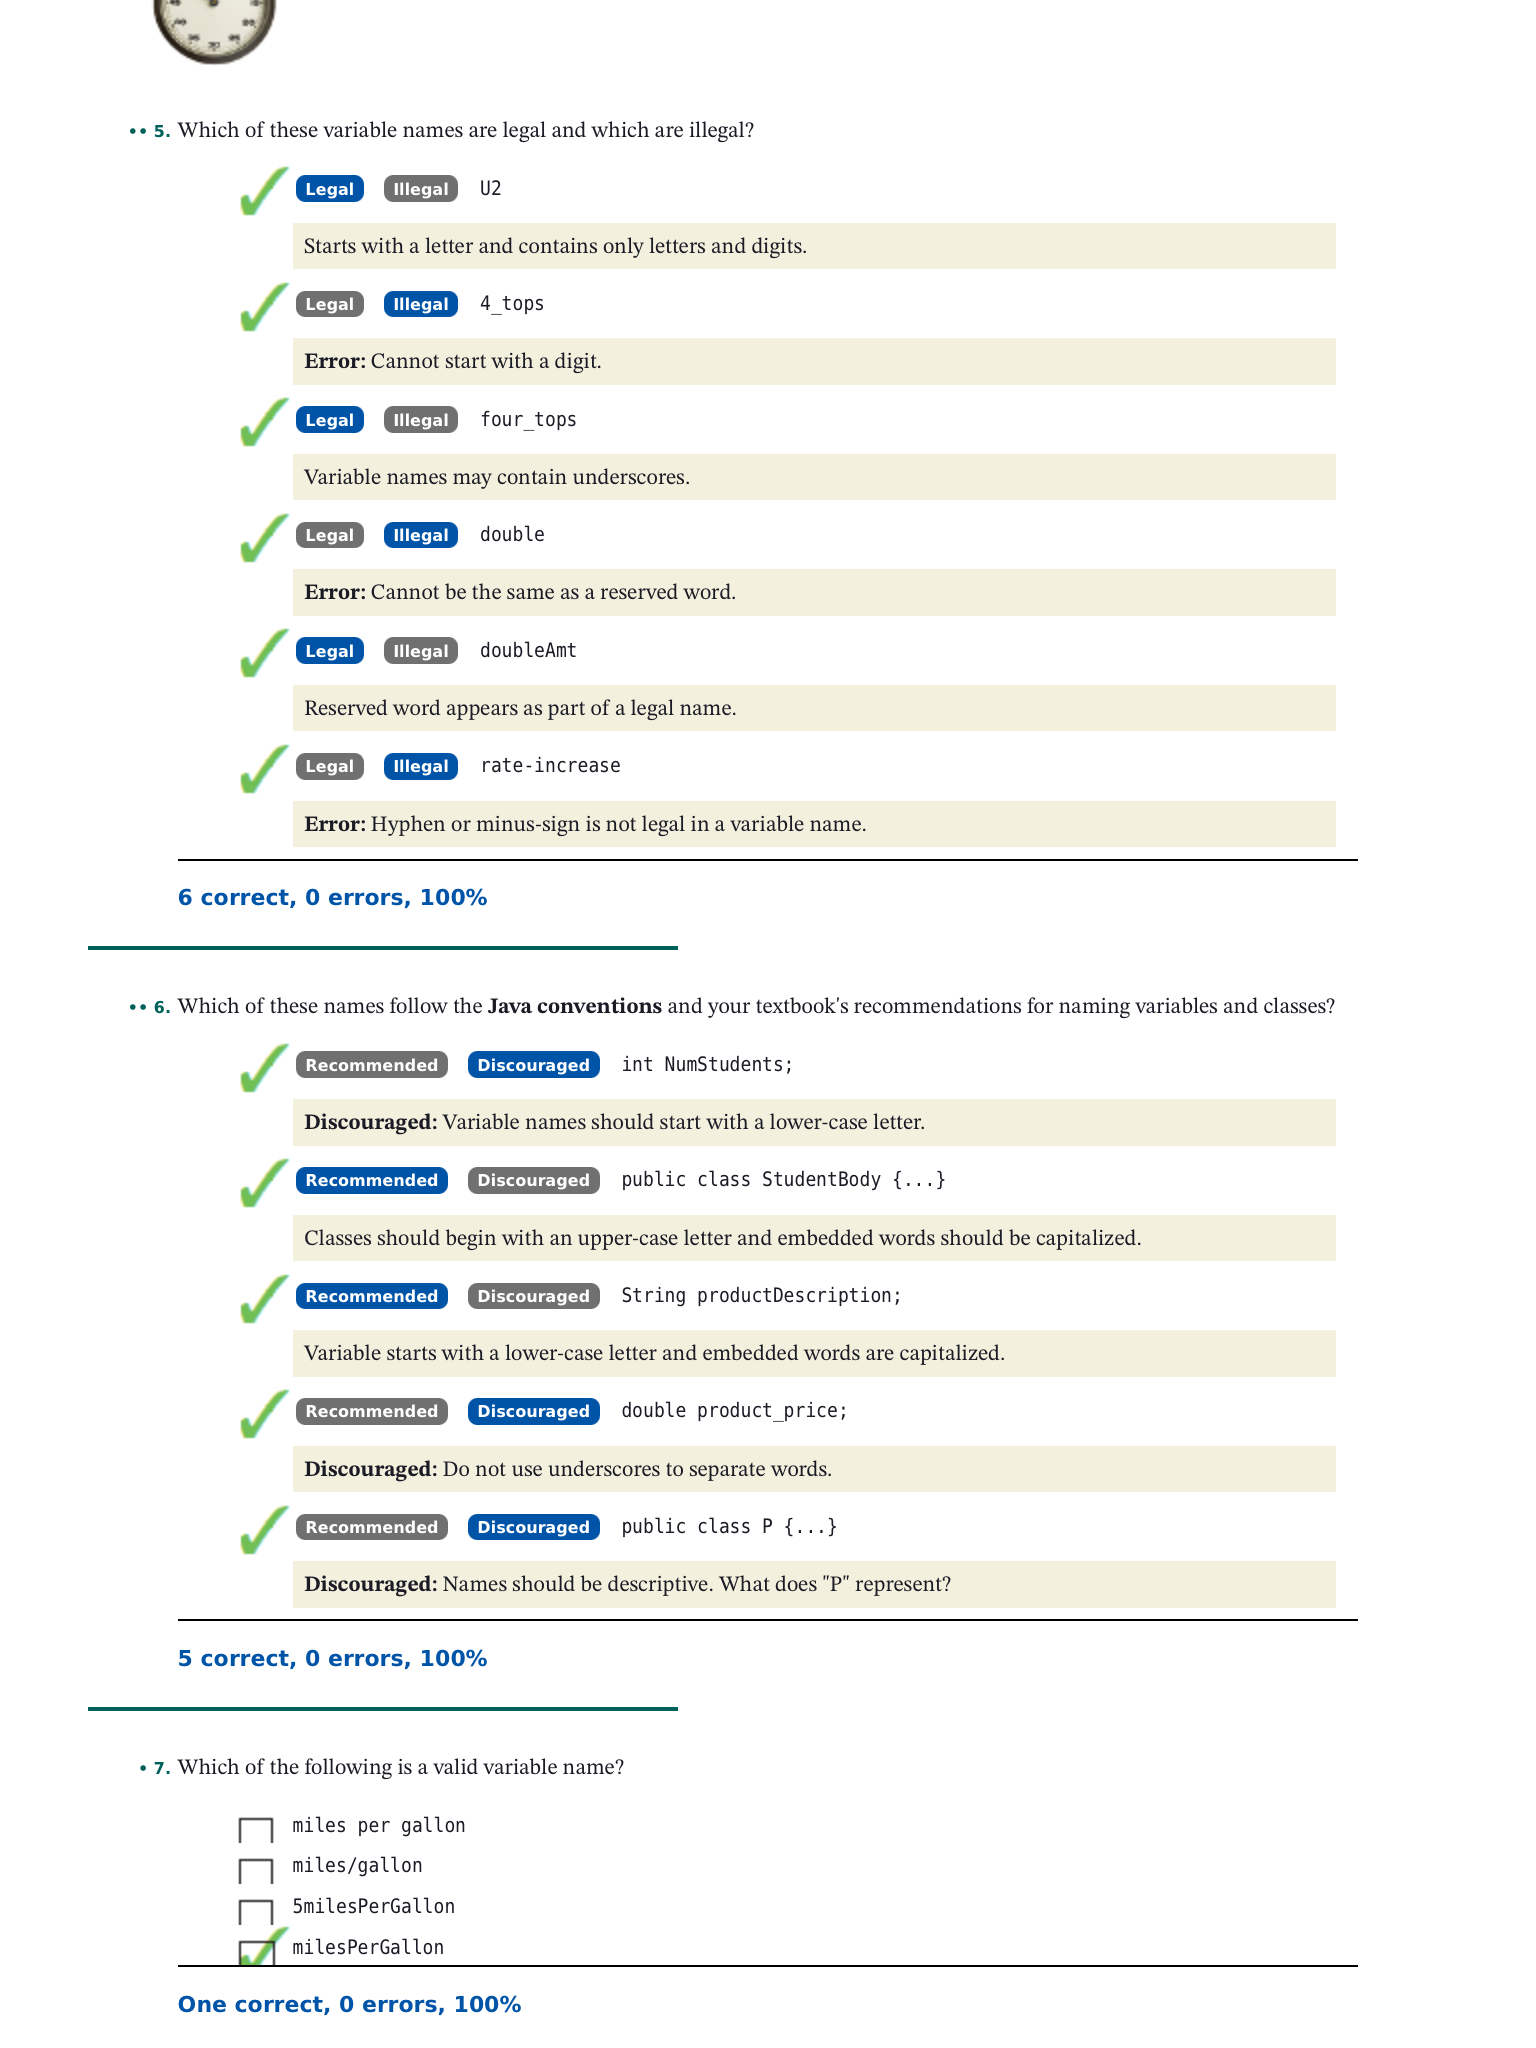 •• 5. Which of these variable names are legal and which are illegal?
Legal Illegal U2
Starts with a letter and contains only letters and digits.
Legal Illegal 4_tops
Error: Cannot start with a digit.
Legal Illegal four_tops
Variable names may contain underscores.
Legal Illegal double
Error: Cannot be the same as a reserved word.
Legal Illegal doubleAmt
Reserved word appears as part of a legal name.
Legal Illegal rate-increase
Error: Hyphen or minus-sign is not legal in a variable name.
6 correct, 0 errors, 100%
•• 6. Which of these names follow the Java conventions and your textbook's recommendations for naming variables and classes?
Recommended Discouraged int NumStudents;
Discouraged: Variable names should start with a lower-case letter.
Recommended Discouraged public class StudentBody {...}
Classes should begin with an upper-case letter and embedded words should be capitalized.
Recommended Discouraged String productDescription;
Variable starts with a lower-case letter and embedded words are capitalized.
Recommended Discouraged double product_price;
Discouraged: Do not use underscores to separate words.
Recommended Discouraged public class P {...}
Discouraged: Names should be descriptive. What does "P" represent?
5 correct, 0 errors, 100%
• 7. Which of the following is a valid variable name?
miles per gallon
miles/gallon
5milesPerGallon
milesPerGallon
One correct, 0 errors, 100%